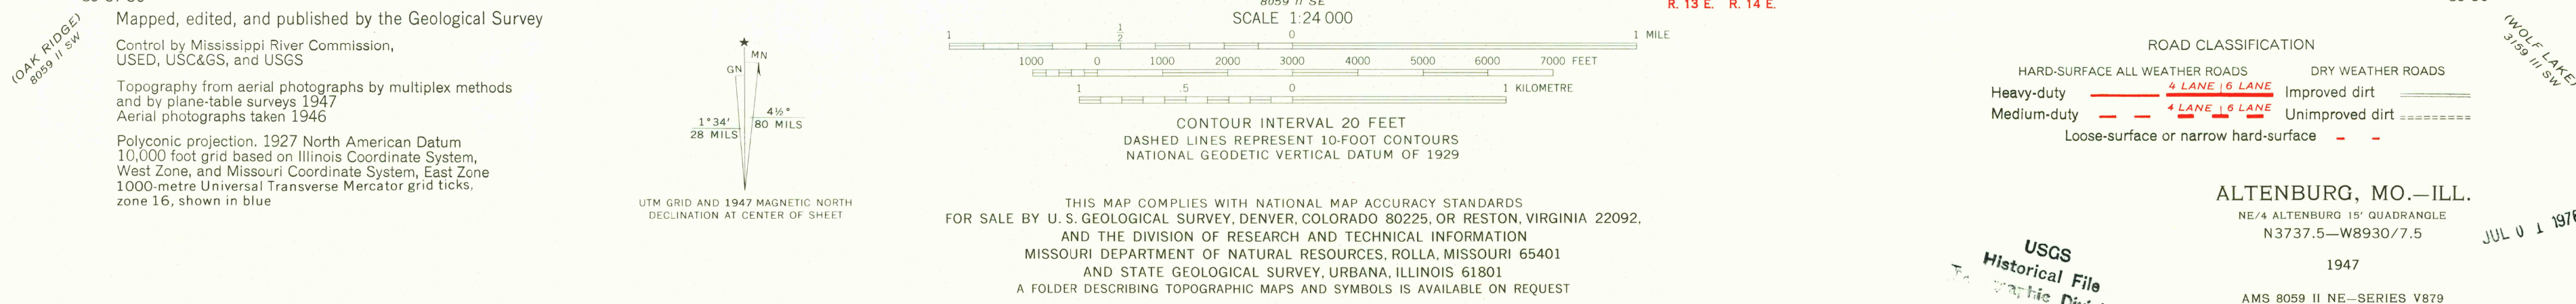 (OAK RIDGE)
8059 II SW
Mapped, edited, and published by the Geological Survey
Control by Mississippi River Commission,
USED, USC&GS, and USGS
Topography from aerial photographs by multiplex methods
and by plane-table surveys 1947
Aerial photographs taken 1946
Polyconic projection. 1927 North American Datum
10,000 foot grid based on Illinois Coordinate System,
West Zone, and Missouri Coordinate System, East Zone
1000-metre Universal Transverse Mercator grid ticks,
zone 16, shown in blue
MN
GN
1°34′
28 MILS
4½°
80 MILS
UTM GRID AND 1947 MAGNETIC NORTH
DECLINATION AT CENTER OF SHEET
8059 II SE
SCALE 1:24 000
1 ½ 0 1 MILE
1000 0 1000 2000 3000 4000 5000 6000 7000 FEET
1 .5 0 1 KILOMETRE
CONTOUR INTERVAL 20 FEET
DASHED LINES REPRESENT 10-FOOT CONTOURS
NATIONAL GEODETIC VERTICAL DATUM OF 1929
THIS MAP COMPLIES WITH NATIONAL MAP ACCURACY STANDARDS
FOR SALE BY U. S. GEOLOGICAL SURVEY, DENVER, COLORADO 80225, OR RESTON, VIRGINIA 22092,
AND THE DIVISION OF RESEARCH AND TECHNICAL INFORMATION
MISSOURI DEPARTMENT OF NATURAL RESOURCES, ROLLA, MISSOURI 65401
AND STATE GEOLOGICAL SURVEY, URBANA, ILLINOIS 61801
A FOLDER DESCRIBING TOPOGRAPHIC MAPS AND SYMBOLS IS AVAILABLE ON REQUEST
R. 13 E. R. 14 E.
ROAD CLASSIFICATION
HARD-SURFACE ALL WEATHER ROADS DRY WEATHER ROADS
Heavy-duty 4 LANE 6 LANE Improved dirt
Medium-duty 4 LANE 6 LANE Unimproved dirt
Loose-surface or narrow hard-surface
(WOLF LAKE)
3159 III SW
ALTENBURG, MO.—ILL.
NE/4 ALTENBURG 15′ QUADRANGLE
N3737.5—W8930/7.5
1947
AMS 8059 II NE—SERIES V879
JUL 0 1 1976
USGS
Historical File